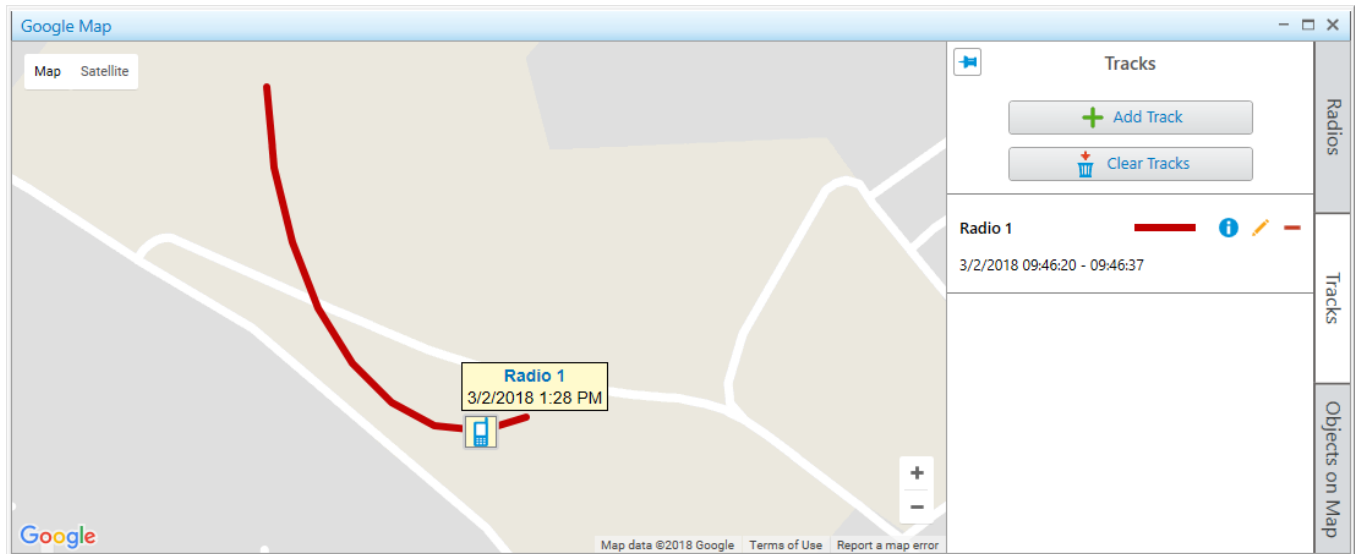 Google Map
Map Satellite
Radio 1
3/2/2018 1:28 PM
Google
Map data ©2018 Google Terms of Use Report a map error
Tracks
Add Track
Clear Tracks
Radio 1
3/2/2018 09:46:20 - 09:46:37
Radios
Tracks
Objects on Map